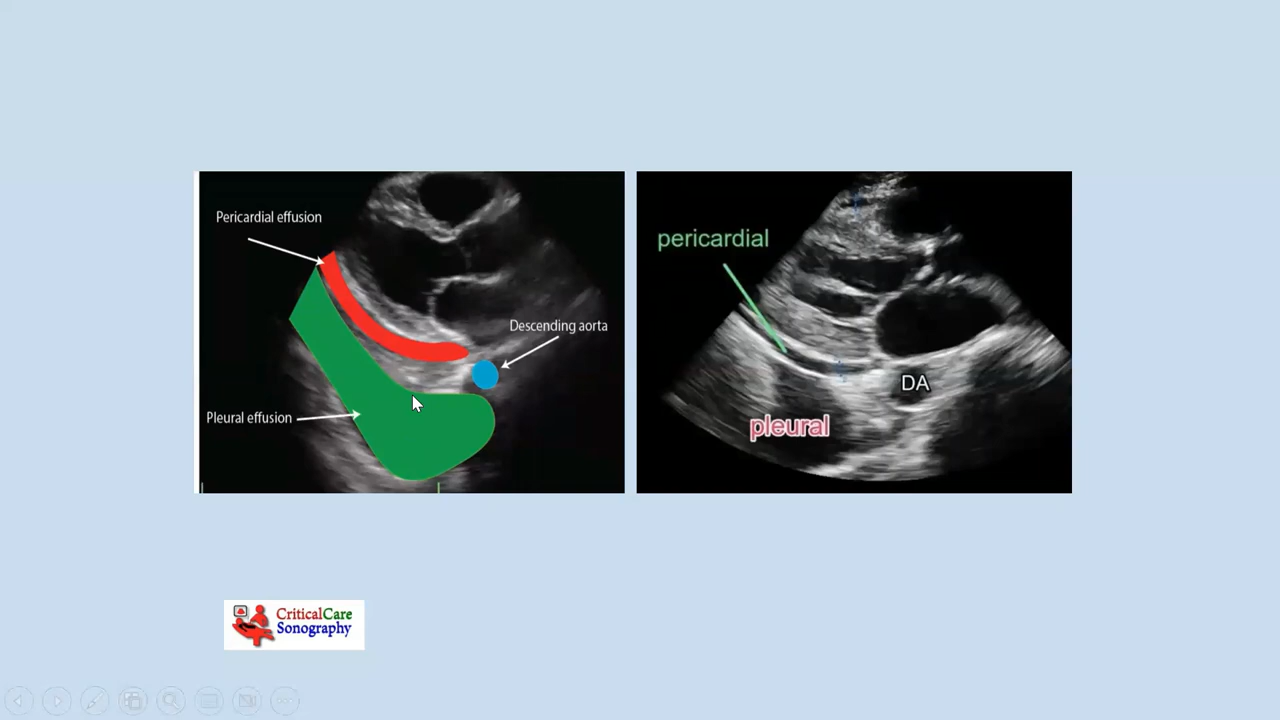 Pericardial effusion
Descending aorta
Pleural effusion
pericardial
DA
pleural
CriticalCare
Sonography